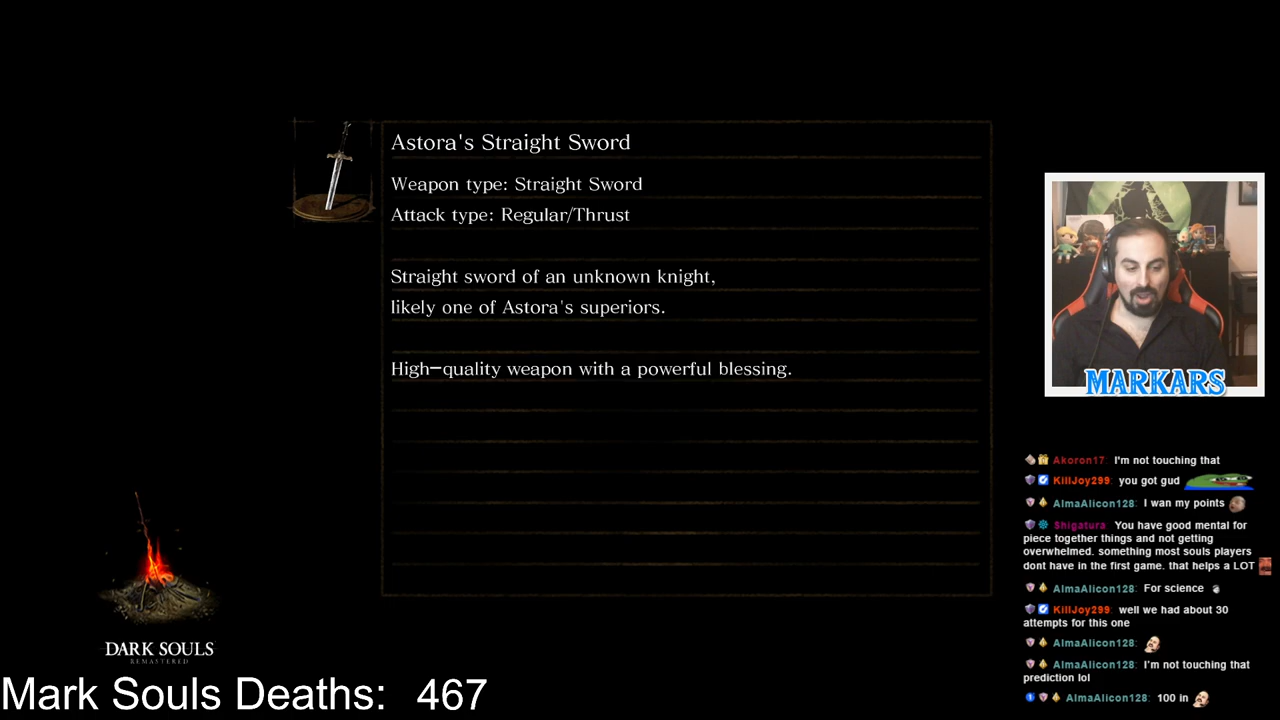 Astora's Straight Sword
Weapon type: Straight Sword
Attack type: Regular/Thrust
Straight sword of an unknown knight,
likely one of Astora's superiors.
High-quality weapon with a powerful blessing.
MARKARS
Akoron17: I'm not touching that
KillJoy299: you got gud
AlmaAlicon128: I wan my points
Shigatura: You have good mental for
piece together things and not getting
overwhelmed. something most souls players
dont have in the first game. that helps a LOT
AlmaAlicon128: For science
KillJoy299: well we had about 30
attempts for this one
AlmaAlicon128:
AlmaAlicon128: I'm not touching that
prediction lol
AlmaAlicon128: 100 in
DARK SOULS
REMASTERED
Mark Souls Deaths: 467